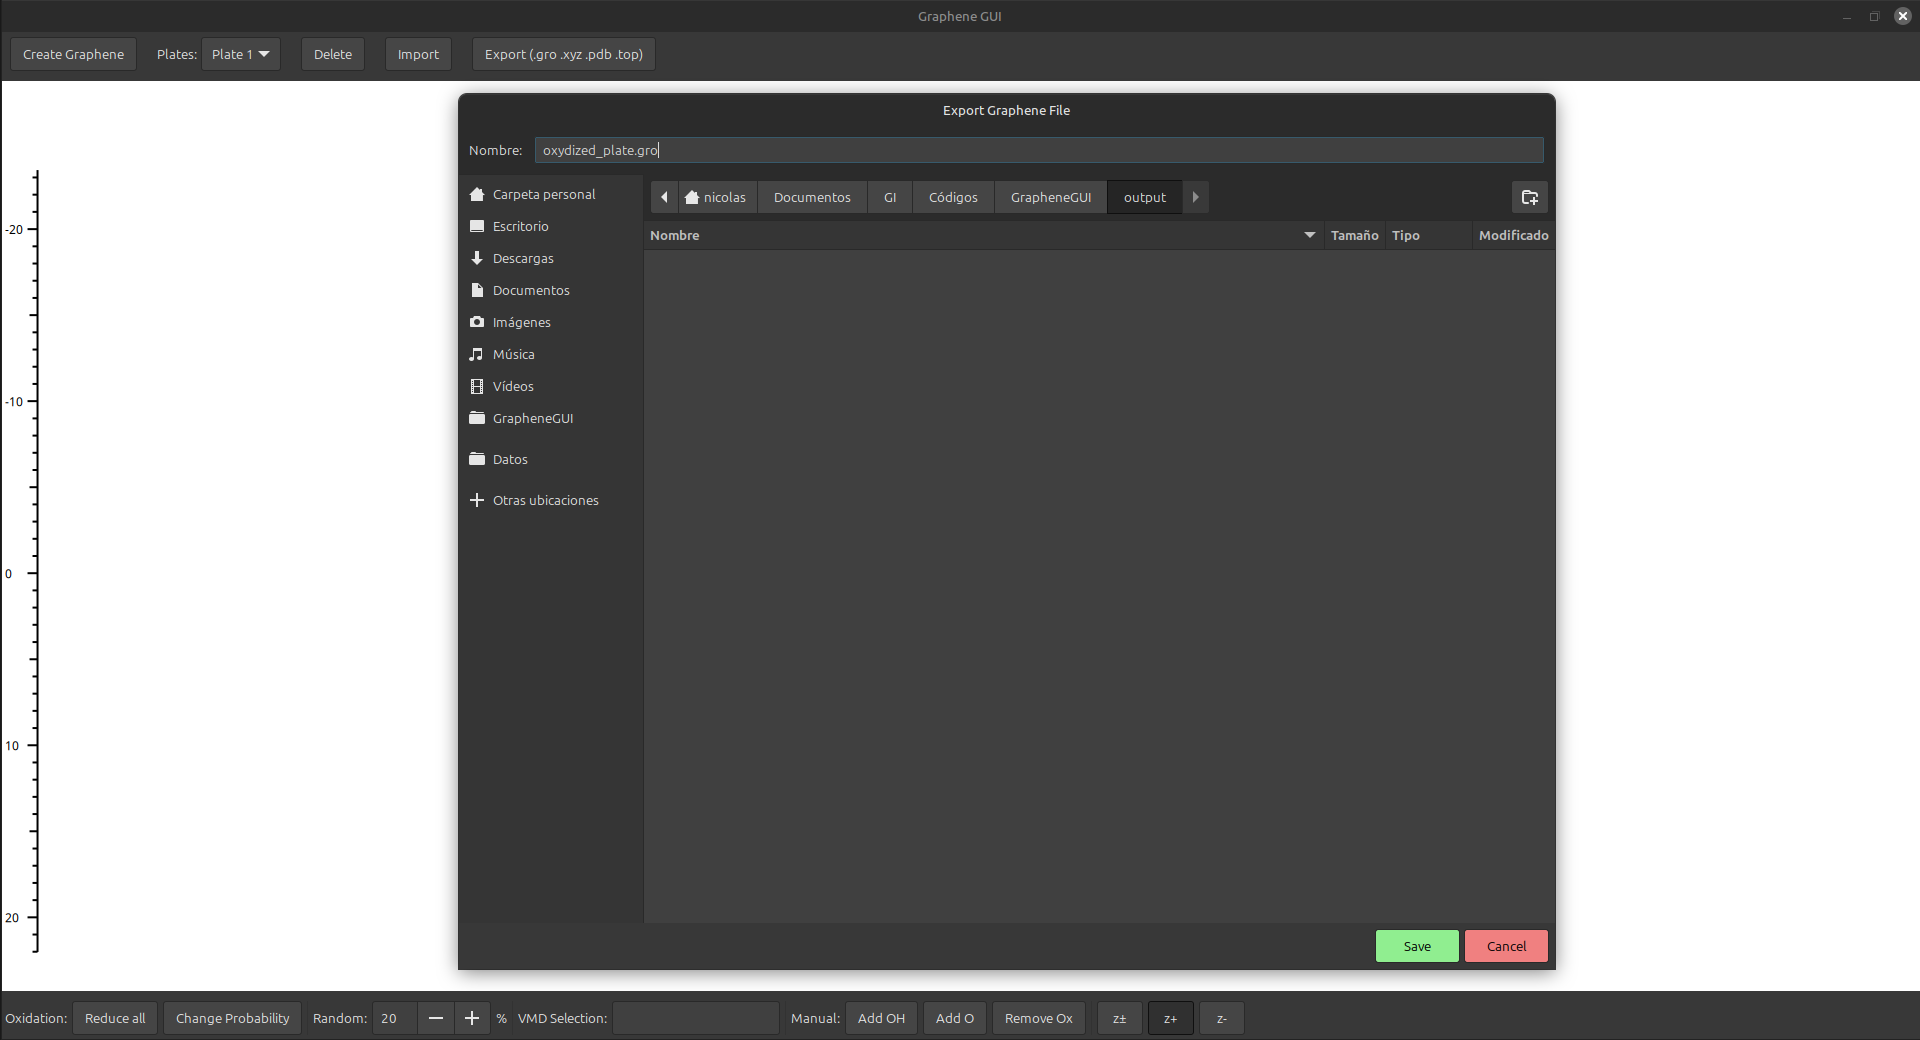 Graphene GUI
Create Graphene Plates: Plate 1 Delete Import Export (.gro .xyz .pdb .top)
Export Graphene File
Nombre: oxydized_plate.gro
nicolas Documentos GI Códigos GrapheneGUI output
Nombre Tamaño Tipo Modificado
Carpeta personal
Escritorio
Descargas
Documentos
Imágenes
Música
Vídeos
GrapheneGUI
Datos
Otras ubicaciones
-20
-10
0
10
20
Save Cancel
Oxidation: Reduce all Change Probability Random: 20 % VMD Selection: Manual: Add OH Add O Remove Ox z± z+ z-